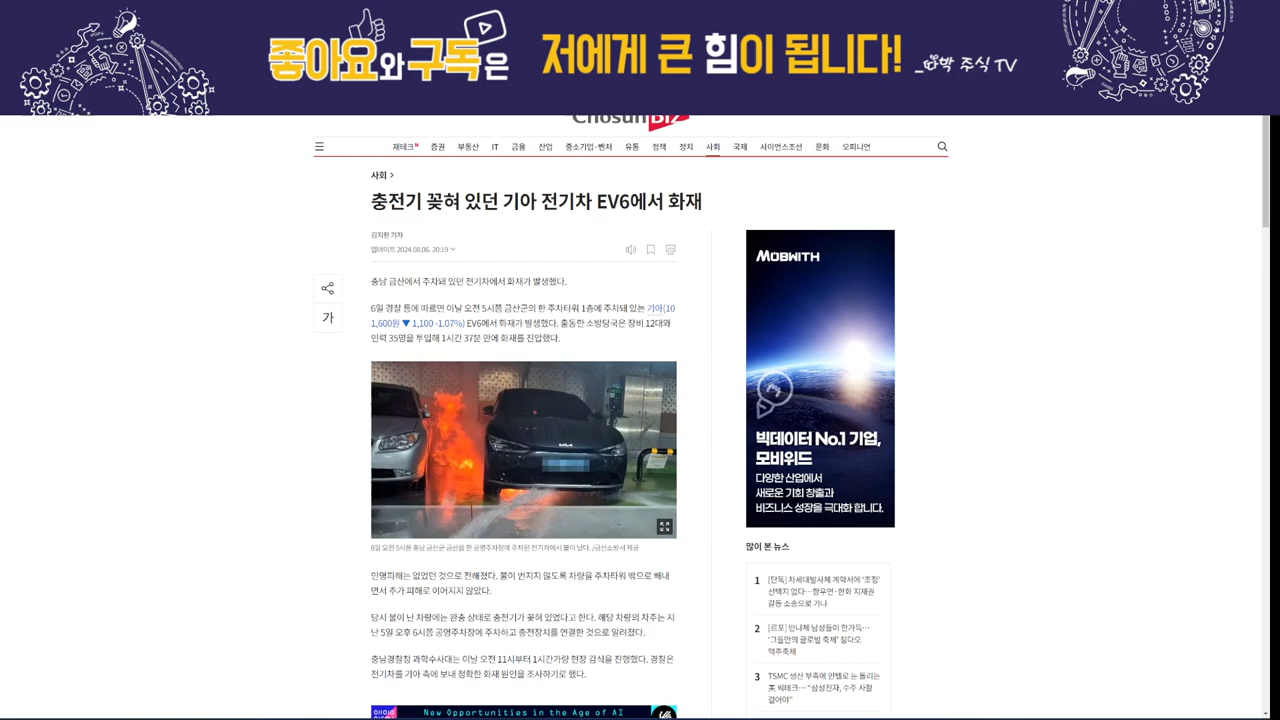 좋아요와구독은 저에게 큰 힘이 됩니다!
주식 TV
ChosunBiz
재테크N 증권 부동산 IT 금융 산업 중소기업·벤처 유통 정책 정치 사회 국제 사이언스조선 문화 오피니언
사회 >
충전기 꽂혀 있던 기아 전기차 EV6에서 화재
김지환 기자
업데이트 2024.08.06. 20:19
가
충남 금산에서 주차돼 있던 전기차에서 화재가 발생했다.
6일 경찰 등에 따르면 이날 오전 5시쯤 금산군의 한 주차타워 1층에 주차돼 있는 기아(10
1,600원 ▼ 1,100 -1.07%) EV6에서 화재가 발생했다. 출동한 소방당국은 장비 12대와
인력 35명을 투입해 1시간 37분 만에 화재를 진압했다.
6일 오전 5시쯤 충남 금산군 금산읍 한 공영주차장에 주차된 전기차에서 불이 났다. /금산소방서 제공
인명피해는 없었던 것으로 전해졌다. 불이 번지지 않도록 차량을 주차타워 밖으로 빼내
면서 추가 피해로 이어지지 않았다.
당시 불이 난 차량에는 완충 상태로 충전기가 꽂혀 있었다고 한다. 해당 차량의 차주는 지
난 5일 오후 6시쯤 공영주차장에 주차하고 충전장치를 연결한 것으로 알려졌다.
충남경찰청 과학수사대는 이날 오전 11시부터 1시간가량 현장 감식을 진행했다. 경찰은
전기차를 기아 측에 보내 정확한 화재 원인을 조사하기로 했다.
New Opportunities in the Age of AI
MOBWITH
빅데이터 No.1 기업,
모비위드
다양한 산업에서
새로운 기회 창출과
비즈니스 성장을 극대화 합니다.
많이 본 뉴스
1 [단독] 차세대발사체 계약서에 '조정'
선택지 없다… 항우연·한화 지재권
갈등 소송으로 가나
2 [르포] 반나체 남성들이 한가득…
'그들만의 글로벌 축제' 칭다오
맥주축제
3 TSMC 생산 부족에 인텔로 눈 돌리는
美 빅테크… "삼성전자, 수주 사활
걸어야"